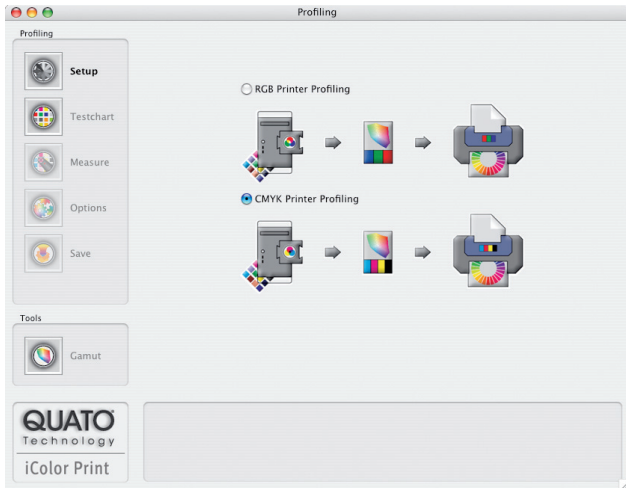 Profiling
Profiling
Setup
Testchart
Measure
Options
Save
RGB Printer Profiling
CMYK Printer Profiling
Tools
Gamut
QUATO
Technology
iColor Print